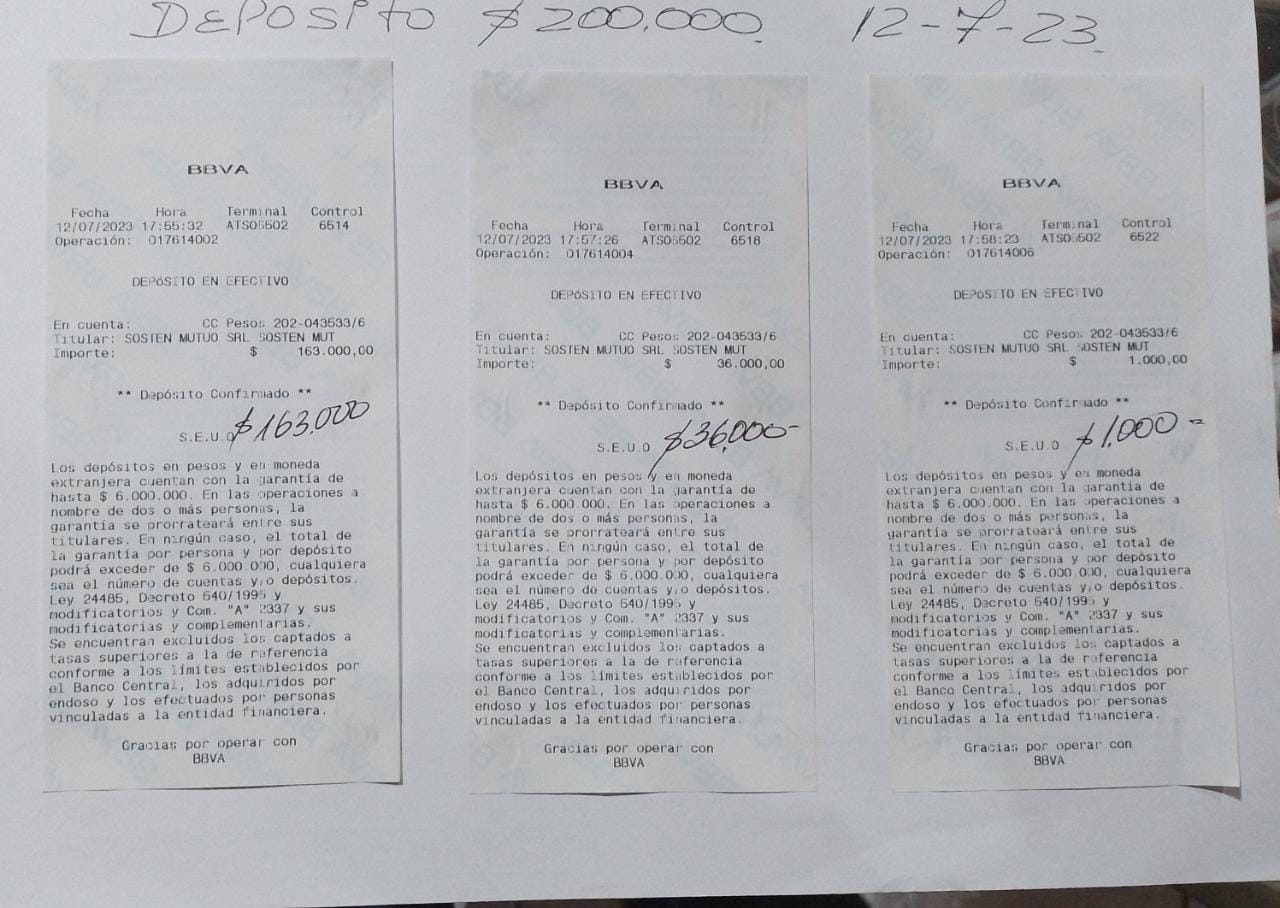 DEPOSITO $200.000. 12-7-23.
BBVA
Fecha Hora Terminal Control
12/07/2023 17:55:32 ATS05502 6514
Operación: 017614002
DEPóSITO EN EFECTIVO
En cuenta: CC Pesos 202-043533/6
Titular: SOSTEN MUTUO SRL SOSTEN MUT
Importe: $ 163.000,00
** Depósito Confirmado **
S.E.U.O $163.000
Los depósitos en pesos y en moneda
extranjera cuentan con la garantía de
hasta $ 6.000.000. En las operaciones a
nombre de dos o más personas, la
garantía se prorrateará entre sus
titulares. En ningún caso, el total de
la garantía por persona y por depósito
podrá exceder de $ 6.000.000, cualquiera
sea el número de cuentas y/o depósitos.
Ley 24485, Decreto 540/1995 y
modificatorios y Com. "A" 2337 y sus
modificatorias y complementarias.
Se encuentran excluidos los captados a
tasas superiores a la de referencia
conforme a los límites establecidos por
el Banco Central, los adquiridos por
endoso y los efectuados por personas
vinculadas a la entidad financiera.
Gracias por operar con
BBVA
BBVA
Fecha Hora Terminal Control
12/07/2023 17:57:26 ATS05502 6518
Operación: 017614004
DEPóSITO EN EFECTIVO
En cuenta: CC Pesos 202-043533/6
Titular: SOSTEN MUTUO SRL SOSTEN MUT
Importe: $ 36.000,00
** Depósito Confirmado **
S.E.U.O $36.000-
Los depósitos en pesos y en moneda
extranjera cuentan con la garantía de
hasta $ 6.000.000. En las operaciones a
nombre de dos o más personas, la
garantía se prorrateará entre sus
titulares. En ningún caso, el total de
la garantía por persona y por depósito
podrá exceder de $ 6.000.000, cualquiera
sea el número de cuentas y/o depósitos.
Ley 24485, Decreto 540/1995 y
modificatorios y Com. "A" 2337 y sus
modificatorias y complementarias.
Se encuentran excluidos los captados a
tasas superiores a la de referencia
conforme a los límites establecidos por
el Banco Central, los adquiridos por
endoso y los efectuados por personas
vinculadas a la entidad financiera.
Gracias por operar con
BBVA
BBVA
Fecha Hora Terminal Control
12/07/2023 17:58:23 ATS05502 6522
Operación: 017614006
DEPóSITO EN EFECTIVO
En cuenta: CC Pesos 202-043533/6
Titular: SOSTEN MUTUO SRL SOSTEN MUT
Importe: $ 1.000,00
** Depósito Confirmado **
S.E.U.O $1.000-
Los depósitos en pesos y en moneda
extranjera cuentan con la garantía de
hasta $ 6.000.000. En las operaciones a
nombre de dos o más personas, la
garantía se prorrateará entre sus
titulares. En ningún caso, el total de
la garantía por persona y por depósito
podrá exceder de $ 6.000.000, cualquiera
sea el número de cuentas y/o depósitos.
Ley 24485, Decreto 540/1995 y
modificatorios y Com. "A" 2337 y sus
modificatorias y complementarias.
Se encuentran excluidos los captados a
tasas superiores a la de referencia
conforme a los límites establecidos por
el Banco Central, los adquiridos por
endoso y los efectuados por personas
vinculadas a la entidad financiera.
Gracias por operar con
BBVA